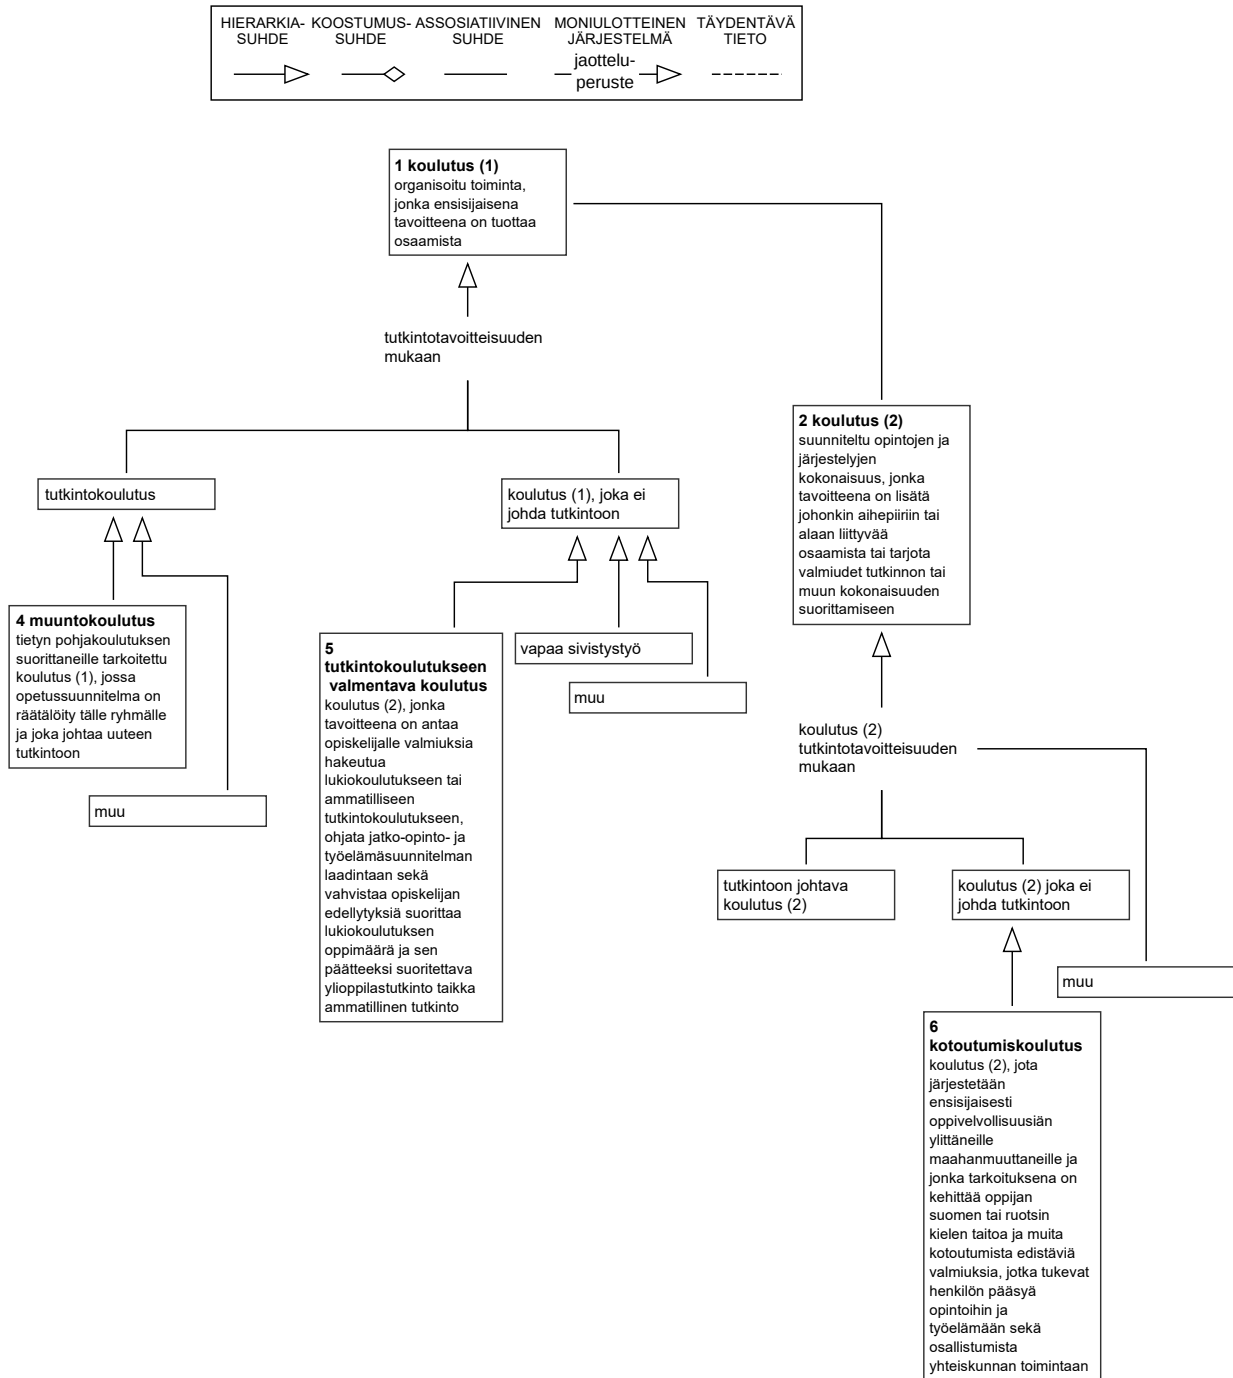 HIERARKIA-
SUHDE
KOOSTUMUS-
SUHDE
ASSOSIATIIVINEN
SUHDE
MONIULOTTEINEN
JÄRJESTELMÄ
jaottelu-
peruste
TÄYDENTÄVÄ
TIETO
1 koulutus (1)
organisoitu toiminta,
jonka ensisijaisena
tavoitteena on tuottaa
osaamista
tutkintotavoitteisuuden
mukaan
2 koulutus (2)
suunniteltu opintojen ja
järjestelyjen
kokonaisuus, jonka
tavoitteena on lisätä
johonkin aihepiiriin tai
alaan liittyvää
osaamista tai tarjota
valmiudet tutkinnon tai
muun kokonaisuuden
suorittamiseen
tutkintokoulutus
koulutus (1), joka ei
johda tutkintoon
4 muuntokoulutus
tietyn pohjakoulutuksen
suorittaneille tarkoitettu
koulutus (1), jossa
opetussuunnitelma on
räätälöity tälle ryhmälle
ja joka johtaa uuteen
tutkintoon
muu
5
tutkintokoulutukseen
valmentava koulutus
koulutus (2), jonka
tavoitteena on antaa
opiskelijalle valmiuksia
hakeutua
lukiokoulutukseen tai
ammatilliseen
tutkintokoulutukseen,
ohjata jatko-opinto- ja
työelämäsuunnitelman
laadintaan sekä
vahvistaa opiskelijan
edellytyksiä suorittaa
lukiokoulutuksen
oppimäärä ja sen
päätteeksi suoritettava
ylioppilastutkinto taikka
ammatillinen tutkinto
vapaa sivistystyö
muu
koulutus (2)
tutkintotavoitteisuuden
mukaan
tutkintoon johtava
koulutus (2)
koulutus (2) joka ei
johda tutkintoon
muu
6
kotoutumiskoulutus
koulutus (2), jota
järjestetään
ensisijaisesti
oppivelvollisuusiän
ylittäneille
maahanmuuttaneille ja
jonka tarkoituksena on
kehittää oppijan
suomen tai ruotsin
kielen taitoa ja muita
kotoutumista edistäviä
valmiuksia, jotka tukevat
henkilön pääsyä
opintoihin ja
työelämään sekä
osallistumista
yhteiskunnan toimintaan